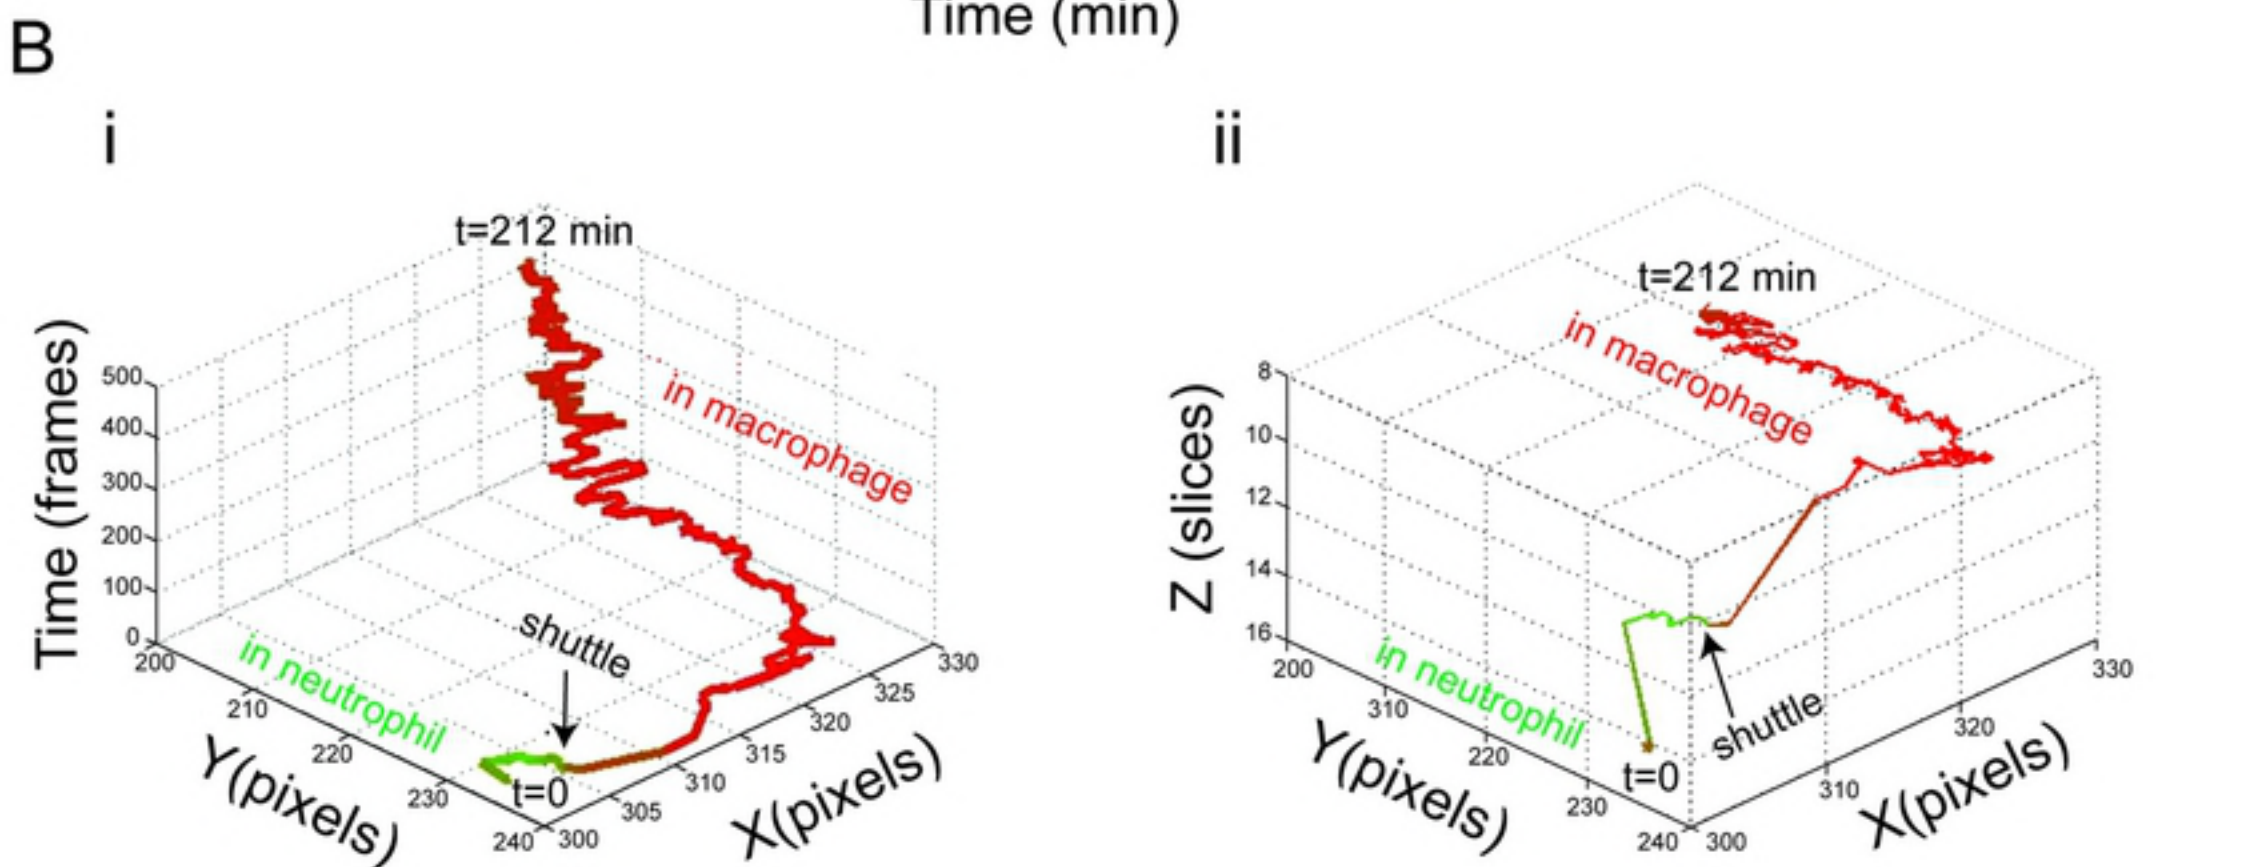 Time (min)
B
i
t=212 min
in macrophage
Time (frames)
500
400
300
200
100
0
shuttle
in neutrophil
t=0
200
210
220
230
240
Y(pixels)
300
305
310
315
320
325
330
X(pixels)
ii
t=212 min
in macrophage
Z (slices)
8
10
12
14
16
in neutrophil
shuttle
t=0
200
310
220
230
240
Y(pixels)
300
310
320
330
X(pixels)